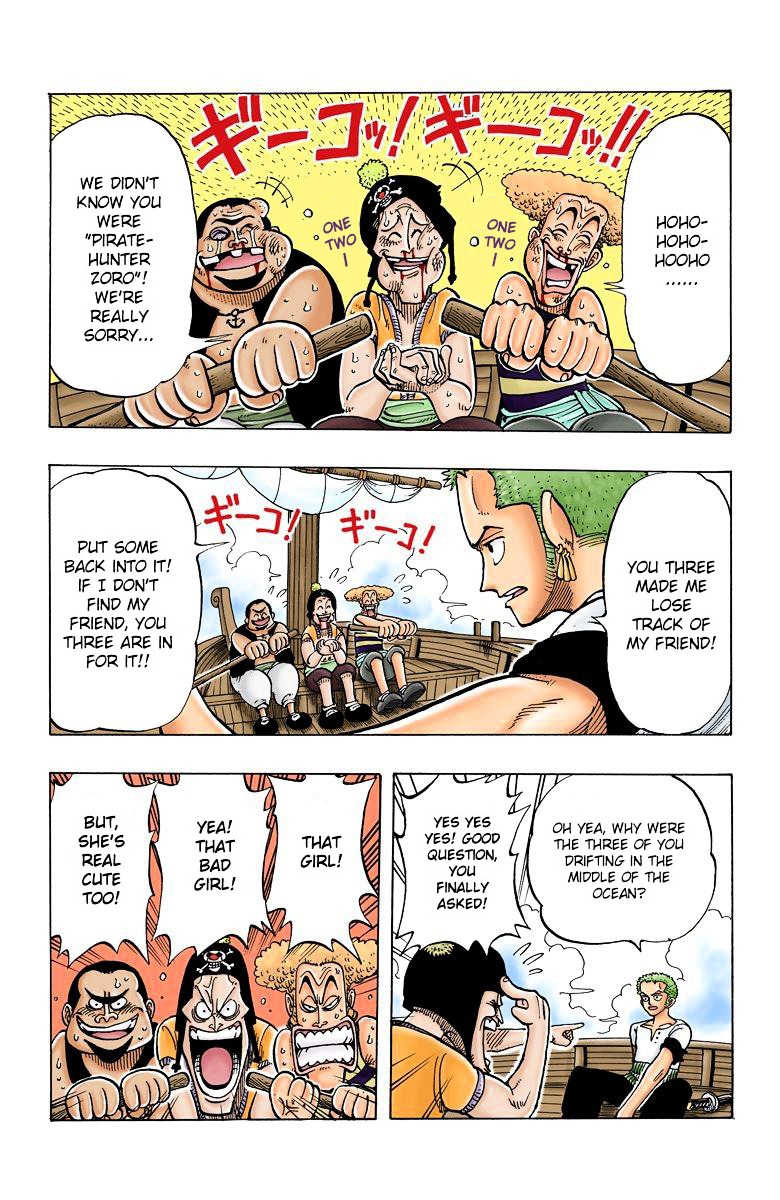 ギーコッ! ギーコッ!!
HOHO-
HOHO-
HOOHO
......
ONE
TWO
!
ONE
TWO
!
WE DIDN'T
KNOW YOU
WERE
"PIRATE-
HUNTER
ZORO"!
WE'RE
REALLY
SORRY...
YOU THREE
MADE ME
LOSE
TRACK OF
MY FRIEND!
ギーコ!
ギーコ!
PUT SOME
BACK INTO IT!
IF I DON'T
FIND MY
FRIEND, YOU
THREE ARE IN
FOR IT!!
OH YEA, WHY WERE
THE THREE OF YOU
DRIFTING IN THE
MIDDLE OF THE
OCEAN?
YES YES
YES! GOOD
QUESTION,
YOU
FINALLY
ASKED!
THAT
GIRL!
YEA!
THAT
BAD
GIRL!
BUT,
SHE'S
REAL
CUTE
TOO!